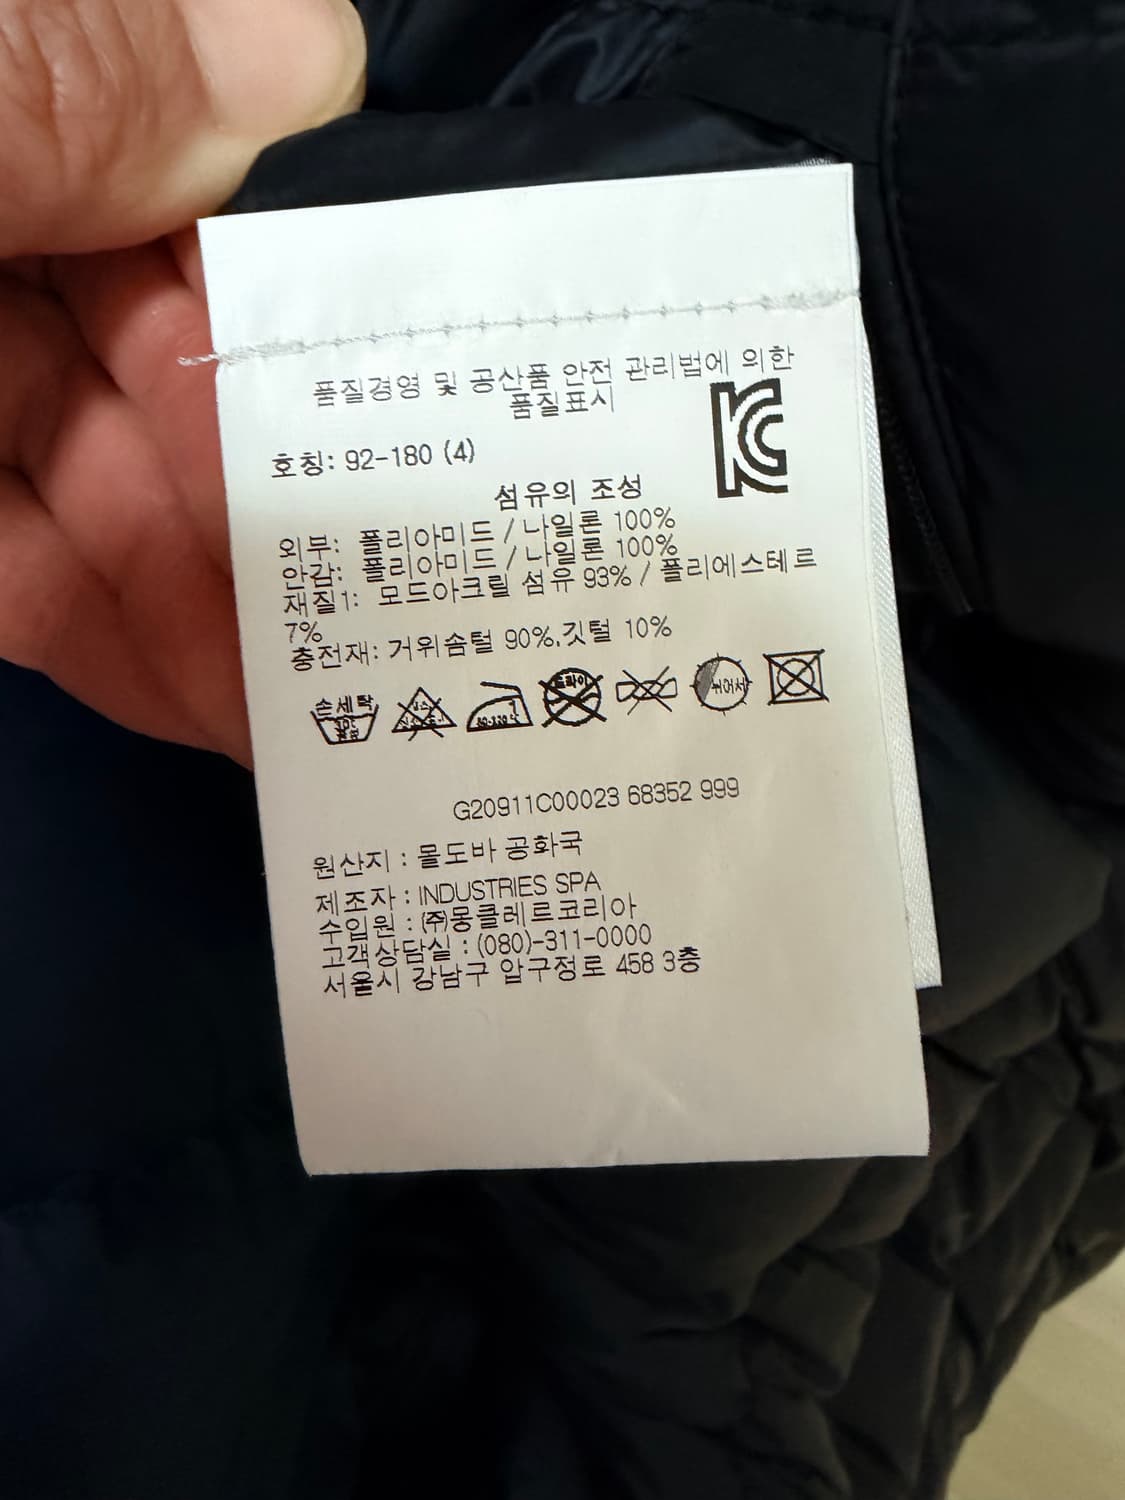 품질경영 및 공산품 안전 관리법에 의한
품질표시
호칭: 92-180 (4)
섬유의 조성
외부: 폴리아미드 / 나일론 100%
안감: 폴리아미드 / 나일론 100%
재질1: 모드아크릴 섬유 93% / 폴리에스테르
7%
충전재: 거위솜털 90%,깃털 10%
손세탁
드라이
뉘어서
G20911C00023 68352 999
원산지 : 몰도바 공화국
제조자 : INDUSTRIES SPA
수입원 : (주)몽클레르코리아
고객상담실 : (080)-311-0000
서울시 강남구 압구정로 458 3층